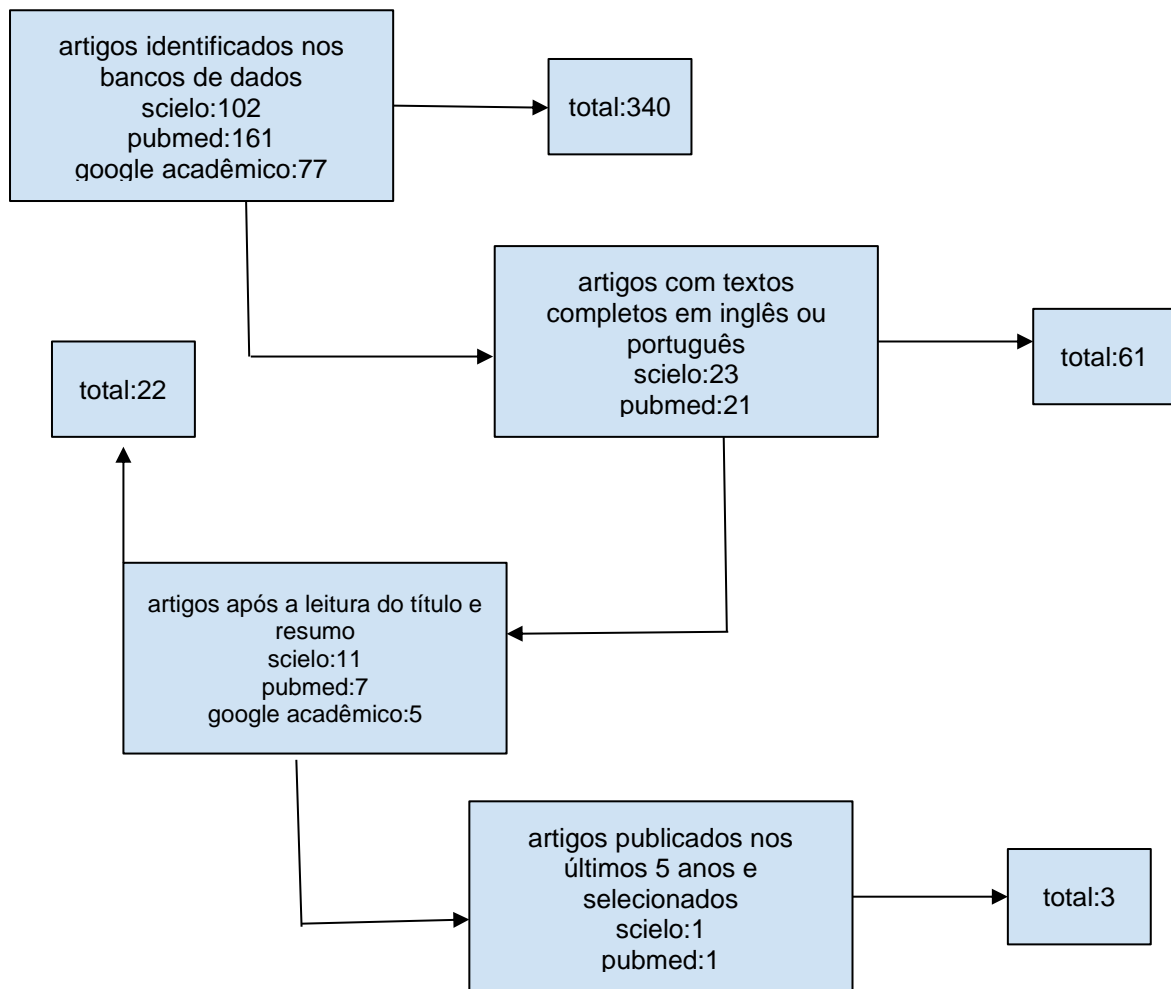 artigos identificados nos
bancos de dados
scielo:102
pubmed:161
google acadêmico:77
total:340
artigos com textos
completos em inglês ou
português
scielo:23
pubmed:21
total:61
total:22
artigos após a leitura do título e
resumo
scielo:11
pubmed:7
google acadêmico:5
artigos publicados nos
últimos 5 anos e
selecionados
scielo:1
pubmed:1
total:3